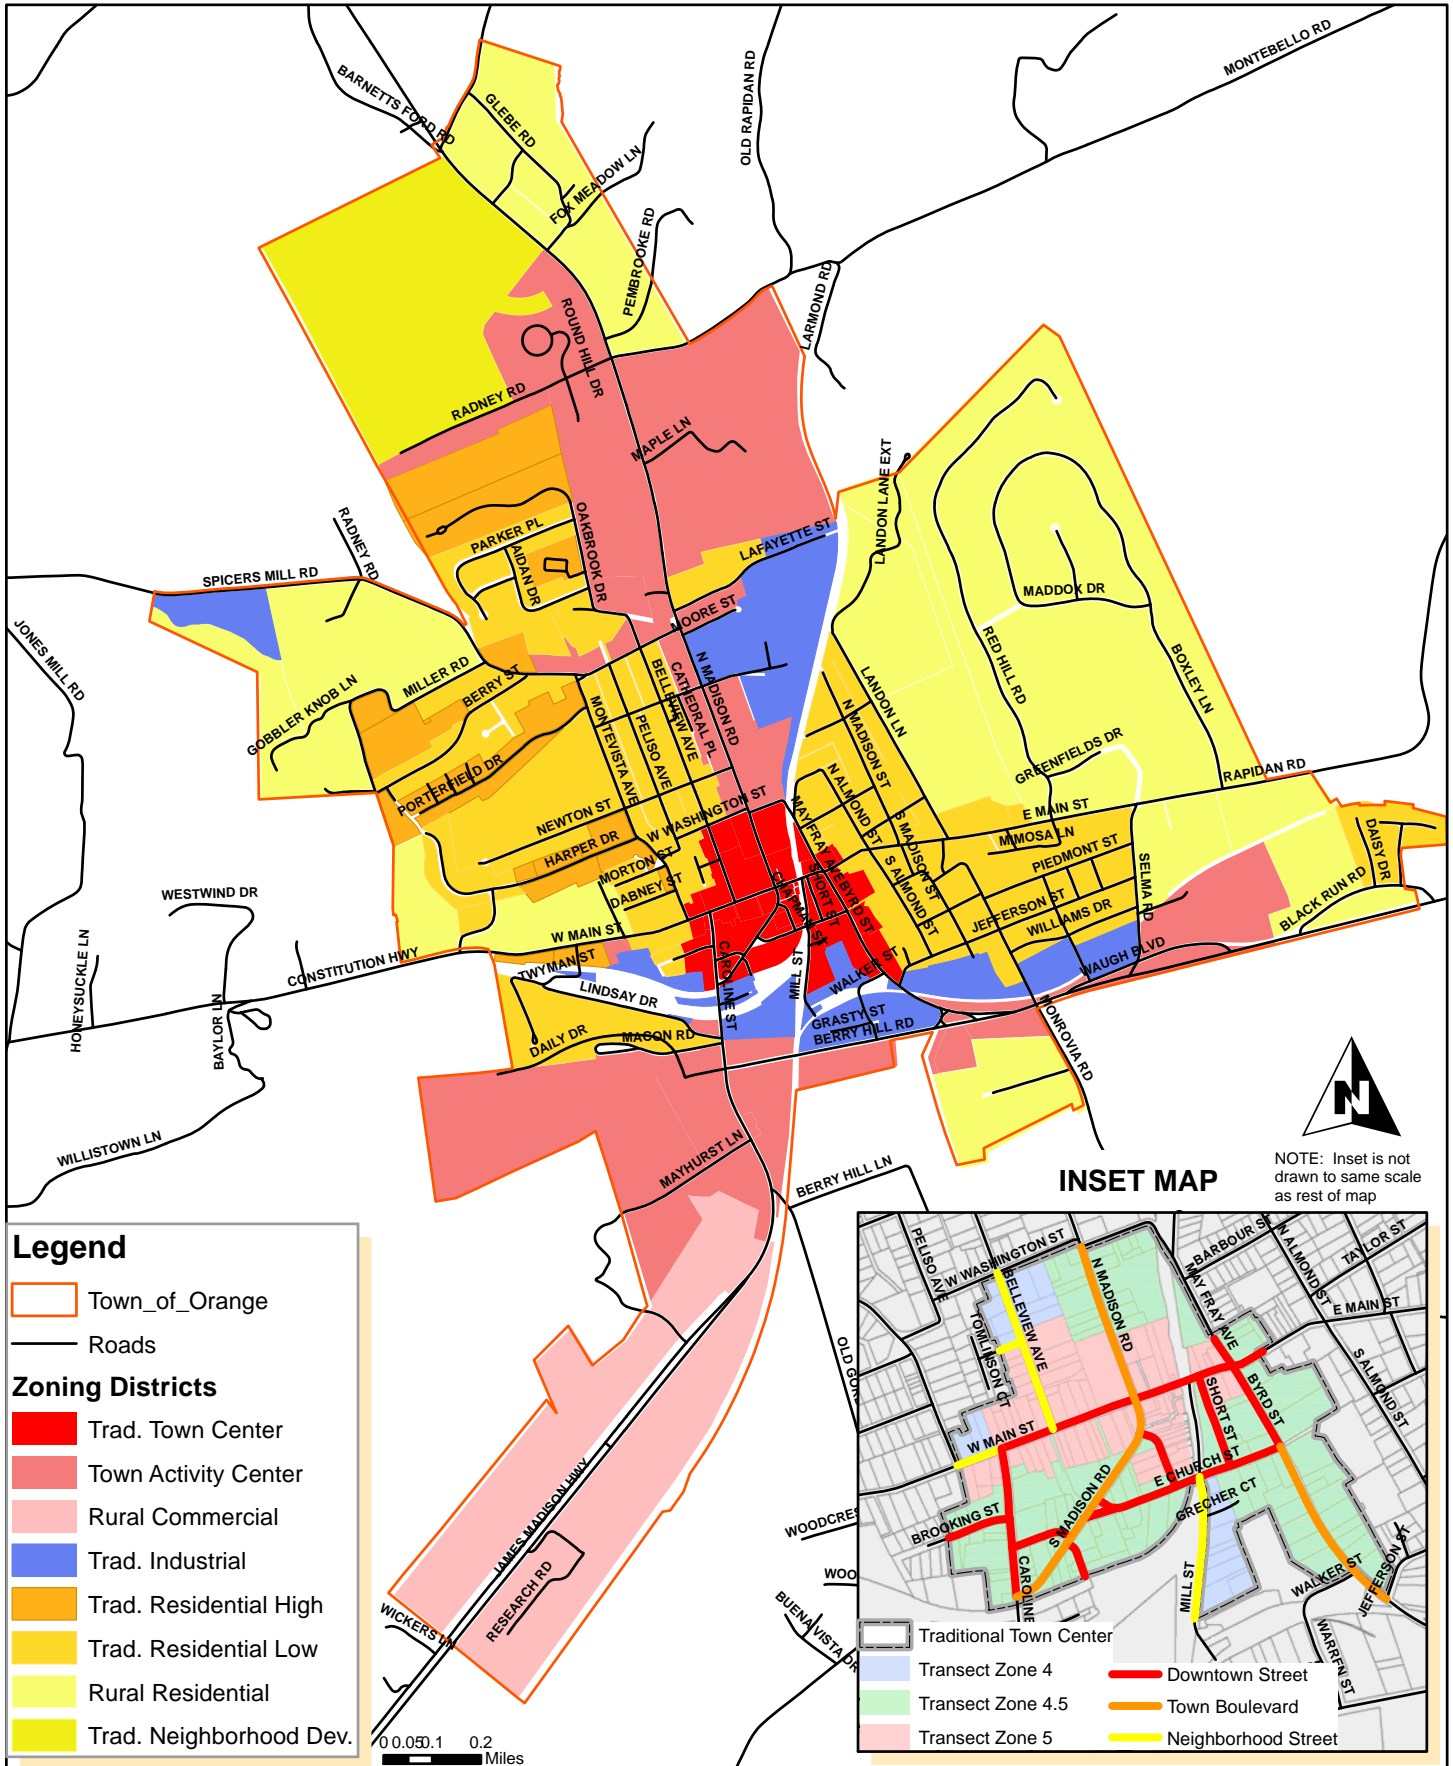 MONTEBELLO RD
BARNETTS FORD RD
GLEBE RD
OLD RAPIDAN RD
FOX MEADOW LN
PEMBROOKE RD
LARMOND RD
ROUND HILL DR
RADNEY RD
MAPLE LN
LANDON LANE EXT
OAKBROOK DR
PARKER PL
AIDAN DR
LAFAYETTE ST
RADNEY RD
SPICERS MILL RD
MADDOX DR
MOORE ST
JONES MILL RD
RED HILL RD
BOXLEY LN
MILLER RD
BERRY ST
GOBBLER KNOB LN
BELLEVIEW AVE
CATHEDRAL PL
N MADISON RD
LANDON LN
MONTEVISTA AVE
PELISO AVE
N MADISON ST
GREENFIELDS DR
RAPIDAN RD
PORTERFIELD DR
N ALMOND ST
NEWTON ST
W WASHINGTON ST
MAY FRAY AVE
S MADISON ST
E MAIN ST
MIMOSA LN
HARPER DR
PIEDMONT ST
DAISY DR
MORTON ST
DABNEY ST
S ALMOND ST
SELMA RD
WESTWIND DR
CHAPMAN ST
SHORT ST
BYRD ST
JEFFERSON ST
WILLIAMS DR
BLACK RUN RD
W MAIN ST
HONEYSUCKLE LN
CONSTITUTION HWY
TWYMAN ST
LINDSAY DR
CAROLINE ST
MILL ST
WALKER ST
WAUGH BLVD
BAYLOR LN
GRASTY ST
BERRY HILL RD
MONROVIA RD
DAILY DR
MACON RD
WILLISTOWN LN
MAYHURST LN
BERRY HILL LN
N
NOTE: Inset is not
drawn to same scale
as rest of map
INSET MAP
Legend
Town_of_Orange
Roads
Zoning Districts
Trad. Town Center
Town Activity Center
Rural Commercial
Trad. Industrial
Trad. Residential High
Trad. Residential Low
Rural Residential
Trad. Neighborhood Dev.
OLD GOR
JAMES MADISON HWY
RESEARCH RD
WICKERS LN
WOODCRES
WOO
BUENA VISTA DR
0 0.05 0.1 0.2
Miles
PELISO AVE
W WASHINGTON ST
BARBOUR S
N ALMOND ST
TAYLOR ST
BELLEVIEW AVE
N MADISON RD
MAY FRAY AVE
E MAIN ST
TOMLINSON CT
S ALMOND ST
SHORT ST
BYRD ST
W MAIN ST
E CHURCH ST
GRECHER CT
BROOKING ST
S MADISON RD
CAROLINE
MILL ST
WALKER ST
JEFFERSON ST
WARREN ST
Traditional Town Center
Transect Zone 4
Transect Zone 4.5
Transect Zone 5
Downtown Street
Town Boulevard
Neighborhood Street